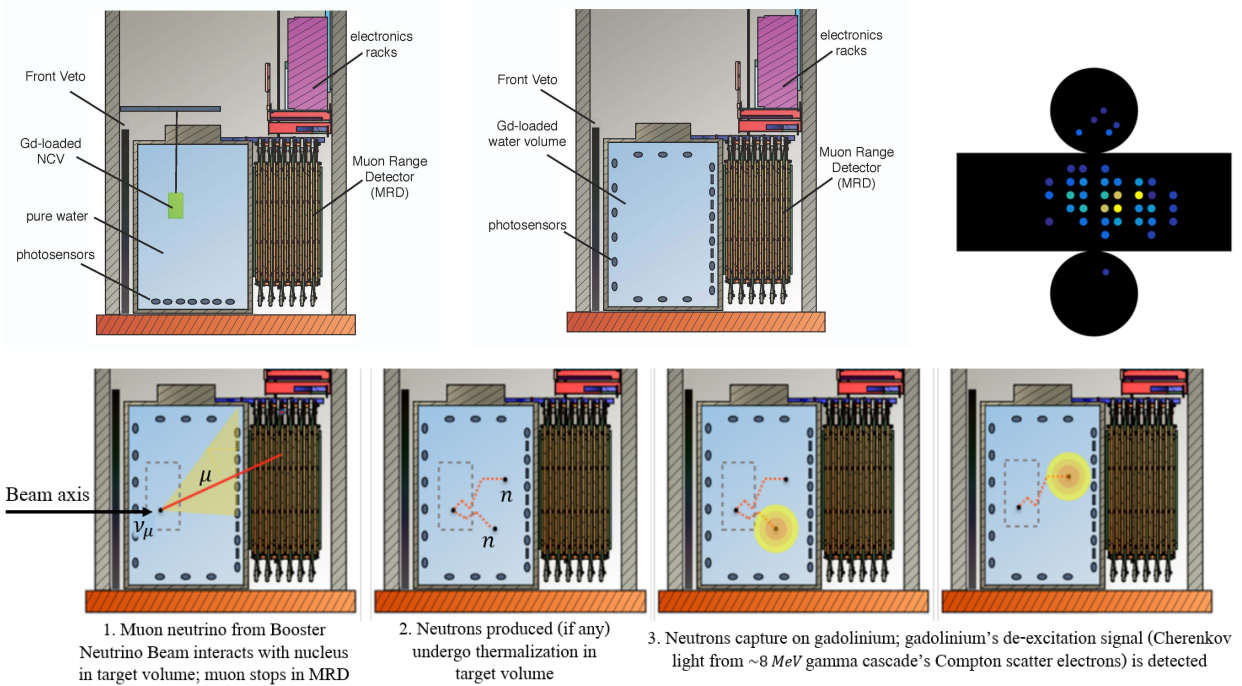 electronics
racks
Front Veto
Gd-loaded
NCV
Muon Range
Detector
(MRD)
pure water
photosensors
electronics
racks
Front Veto
Gd-loaded
water volume
Muon Range
Detector
(MRD)
photosensors
Beam axis
μ
νμ
n
n
1. Muon neutrino from Booster
Neutrino Beam interacts with nucleus
in target volume; muon stops in MRD
2. Neutrons produced (if any)
undergo thermalization in
target volume
3. Neutrons capture on gadolinium; gadolinium's de-excitation signal (Cherenkov
light from ~8 MeV gamma cascade's Compton scatter electrons) is detected